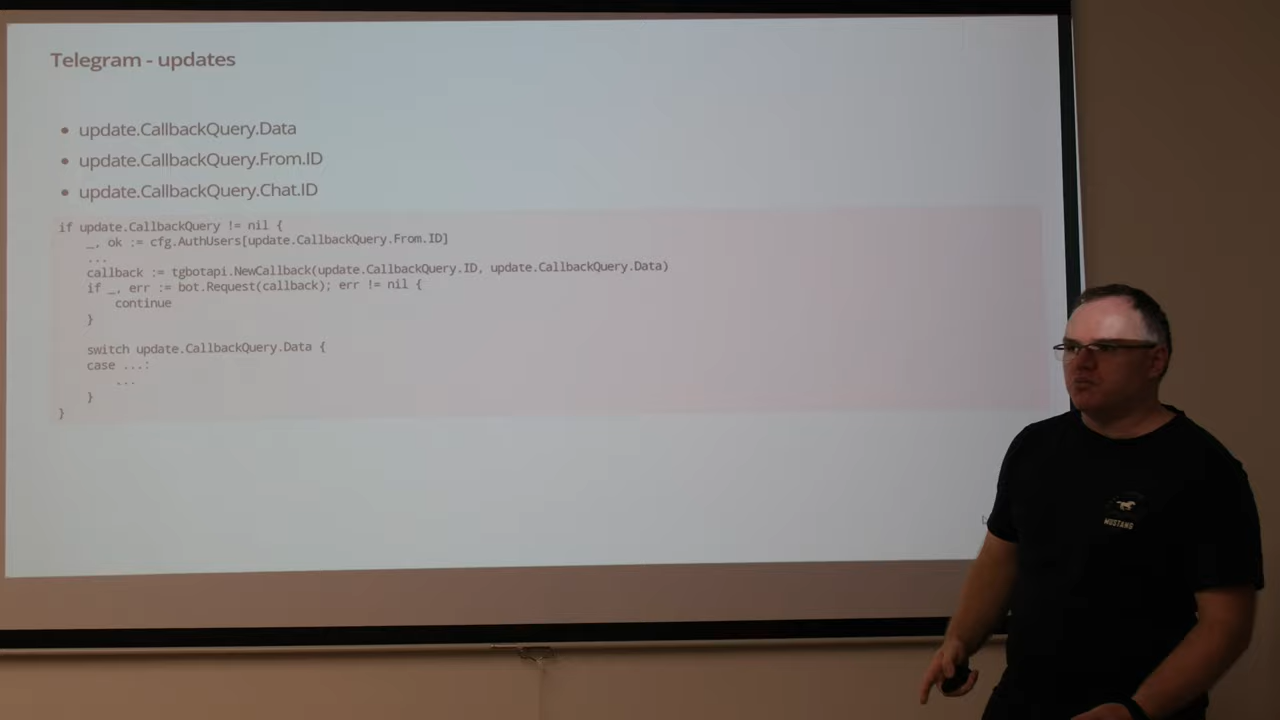 Telegram - updates
• update.CallbackQuery.Data
• update.CallbackQuery.From.ID
• update.CallbackQuery.Chat.ID
if update.CallbackQuery != nil {
    _, ok := cfg.AuthUsers[update.CallbackQuery.From.ID]
    ...
    callback := tgbotapi.NewCallback(update.CallbackQuery.ID, update.CallbackQuery.Data)
    if _, err := bot.Request(callback); err != nil {
        continue
    }
    switch update.CallbackQuery.Data {
    case ...:
        ...
    }
}
MUSTANG